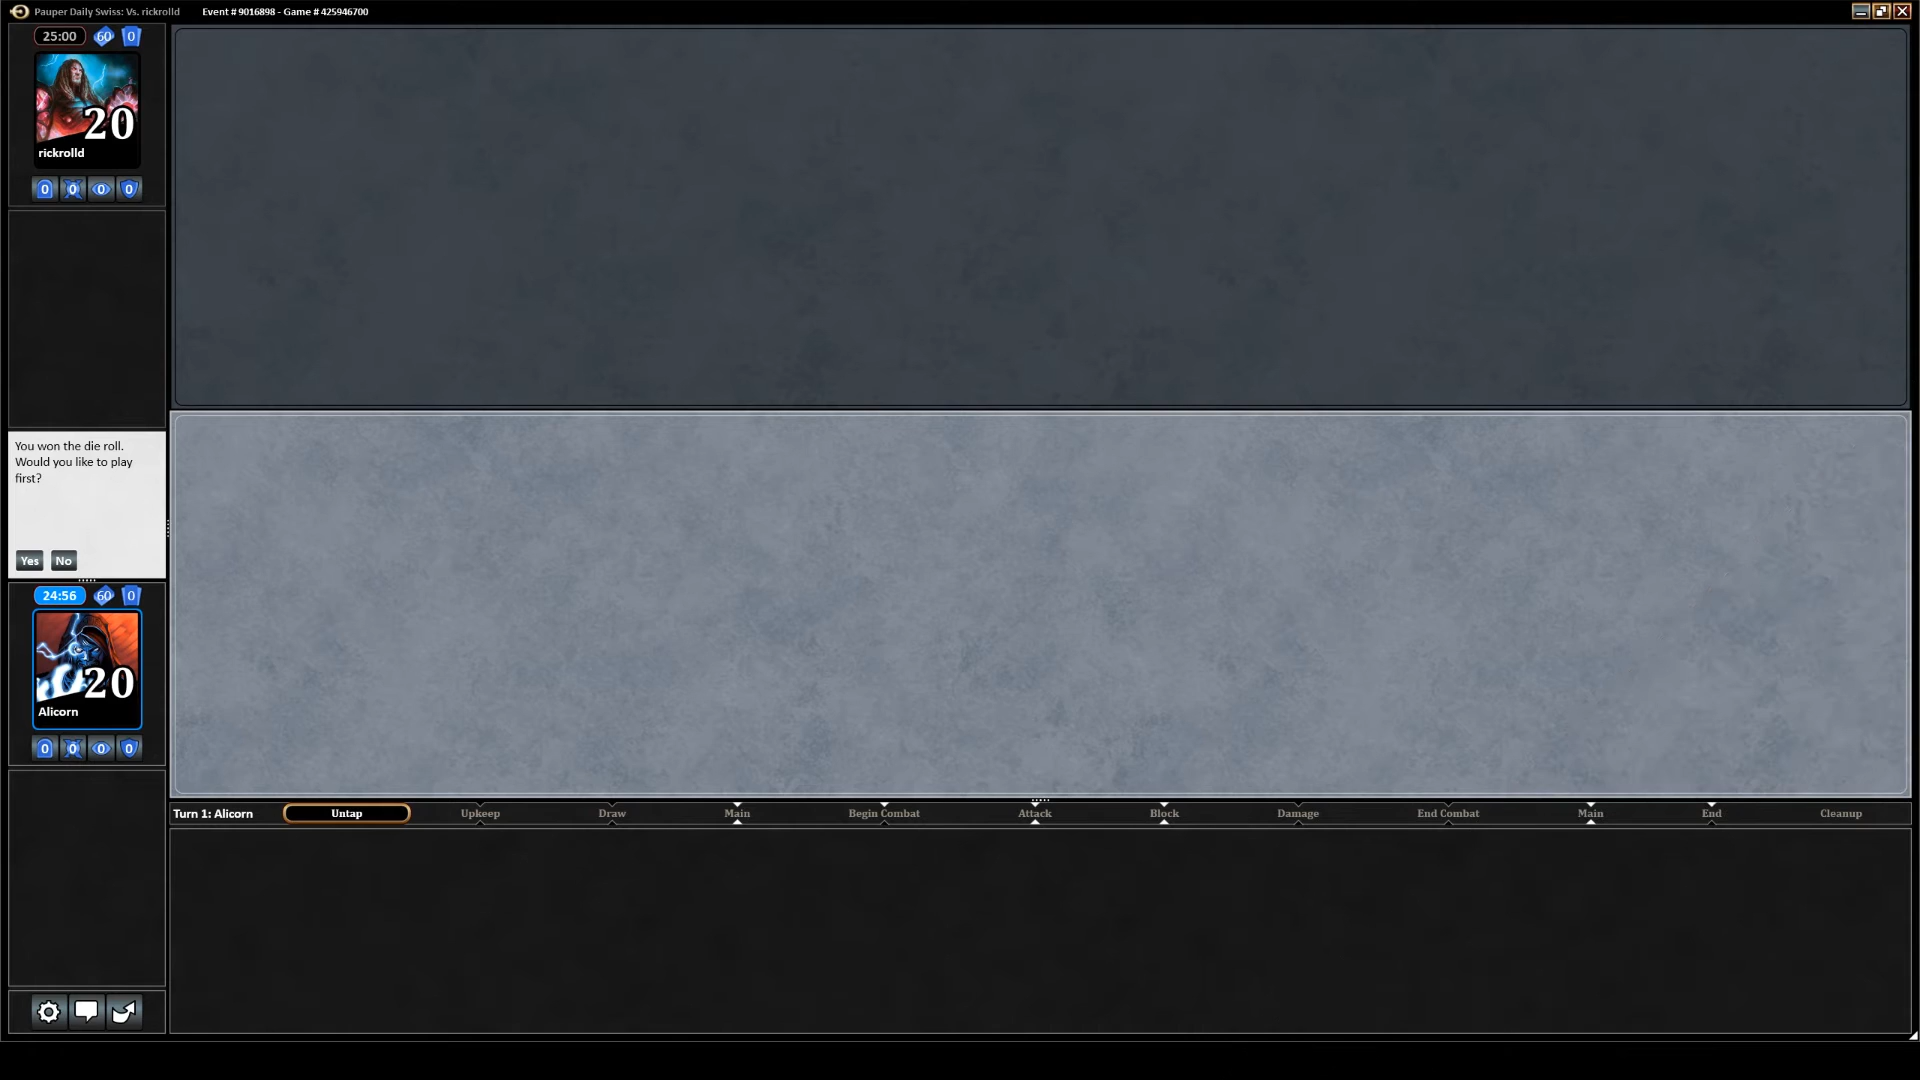 Pauper Daily Swiss: Vs. rickrolld Event # 9016898 - Game # 425946700
25:00 60 0
20
rickrolld
0 0 0 0
You won the die roll.
Would you like to play
first?
Yes No
24:56 60 0
20
Alicorn
0 0 0 0
Turn 1: Alicorn Untap Upkeep Draw Main Begin Combat Attack Block Damage End Combat Main End Cleanup